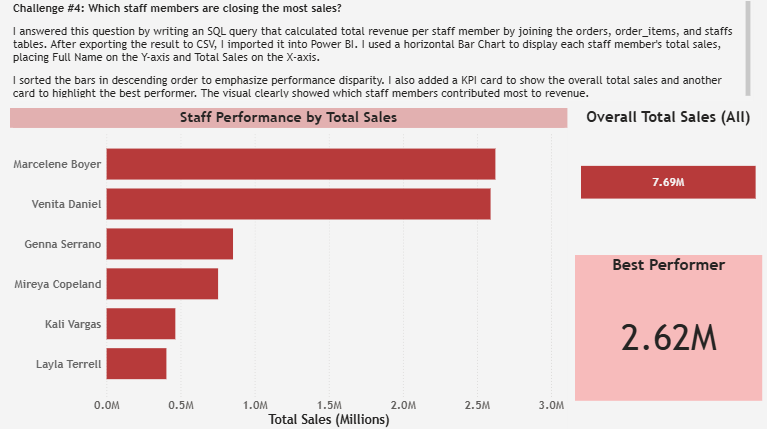 Challenge #4: Which staff members are closing the most sales?
I answered this question by writing an SQL query that calculated total revenue per staff member by joining the orders, order_items, and staffs
tables. After exporting the result to CSV, I imported it into Power BI. I used a horizontal Bar Chart to display each staff member's total sales,
placing Full Name on the Y-axis and Total Sales on the X-axis.
I sorted the bars in descending order to emphasize performance disparity. I also added a KPI card to show the overall total sales and another
card to highlight the best performer. The visual clearly showed which staff members contributed most to revenue.
Staff Performance by Total Sales
Marcelene Boyer
Venita Daniel
Genna Serrano
Mireya Copeland
Kali Vargas
Layla Terrell
0.0M 0.5M 1.0M 1.5M 2.0M 2.5M 3.0M
Total Sales (Millions)
Overall Total Sales (All)
7.69M
Best Performer
2.62M